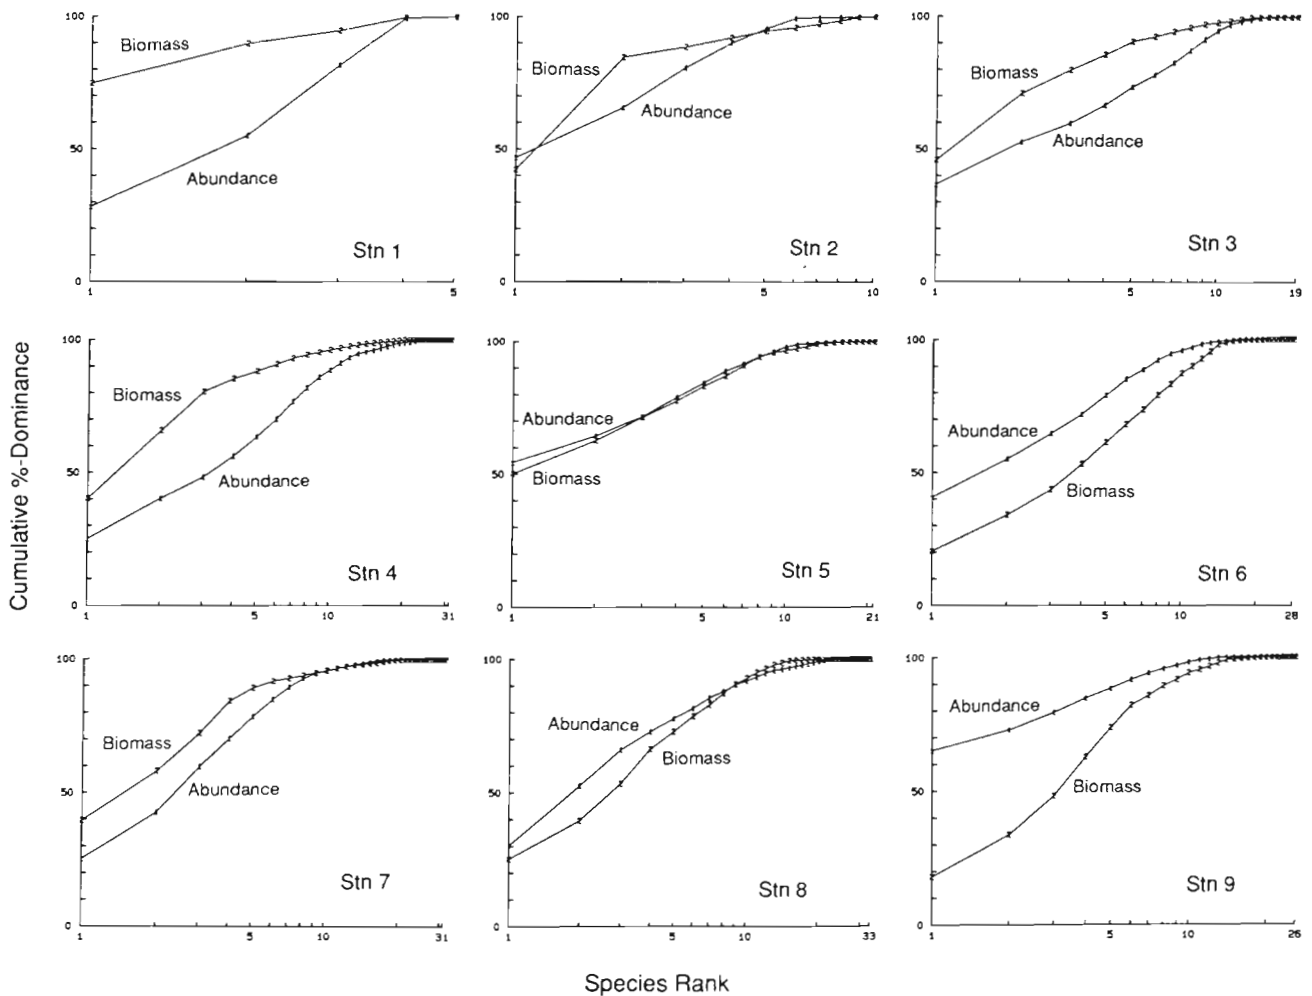 100 Biomass 50 Abundance Stn 1 0 1 5
100 Biomass Abundance 50 Stn 2 0 1 5 10
100 Biomass Abundance 50 Stn 3 0 1 5 10 19
Cumulative %-Dominance
100 Biomass 50 Abundance Stn 4 0 1 5 10 31
100 Abundance 50 Biomass Stn 5 0 1 5 10 21
100 Abundance 50 Biomass Stn 6 0 1 5 10 28
100 Biomass Abundance 50 Stn 7 0 1 5 10 31
100 Abundance Biomass 50 Stn 8 0 1 5 10 33
100 Abundance Biomass 50 Stn 9 0 1 5 10 26
Species Rank